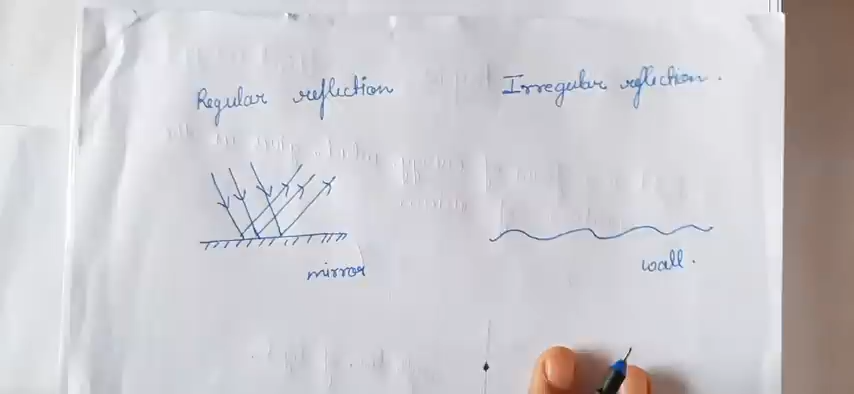 Regular reflection
Irregular reflection.
mirror
wall.